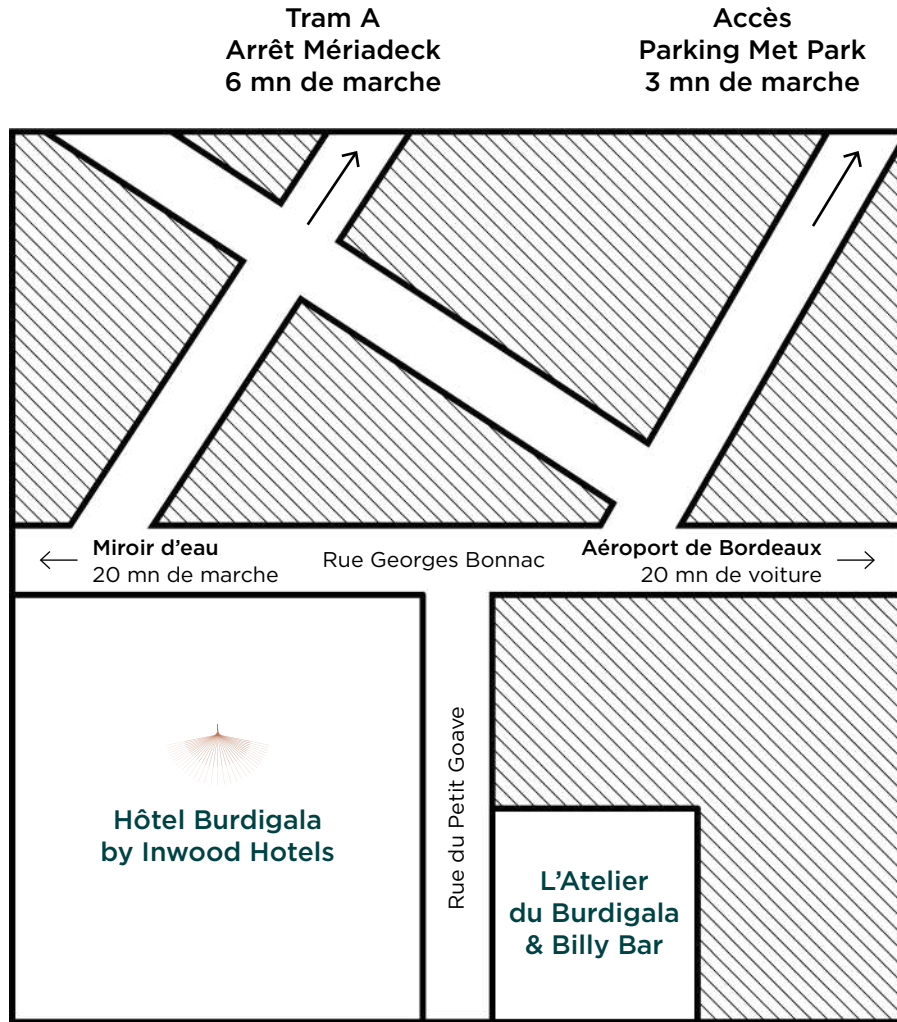 Tram A
Arrêt Mériadeck
6 mn de marche
Accès
Parking Met Park
3 mn de marche
Miroir d’eau
20 mn de marche
Rue Georges Bonnac
Aéroport de Bordeaux
20 mn de voiture
Rue du Petit Goave
Hôtel Burdigala
by Inwood Hotels
L’Atelier
du Burdigala
& Billy Bar